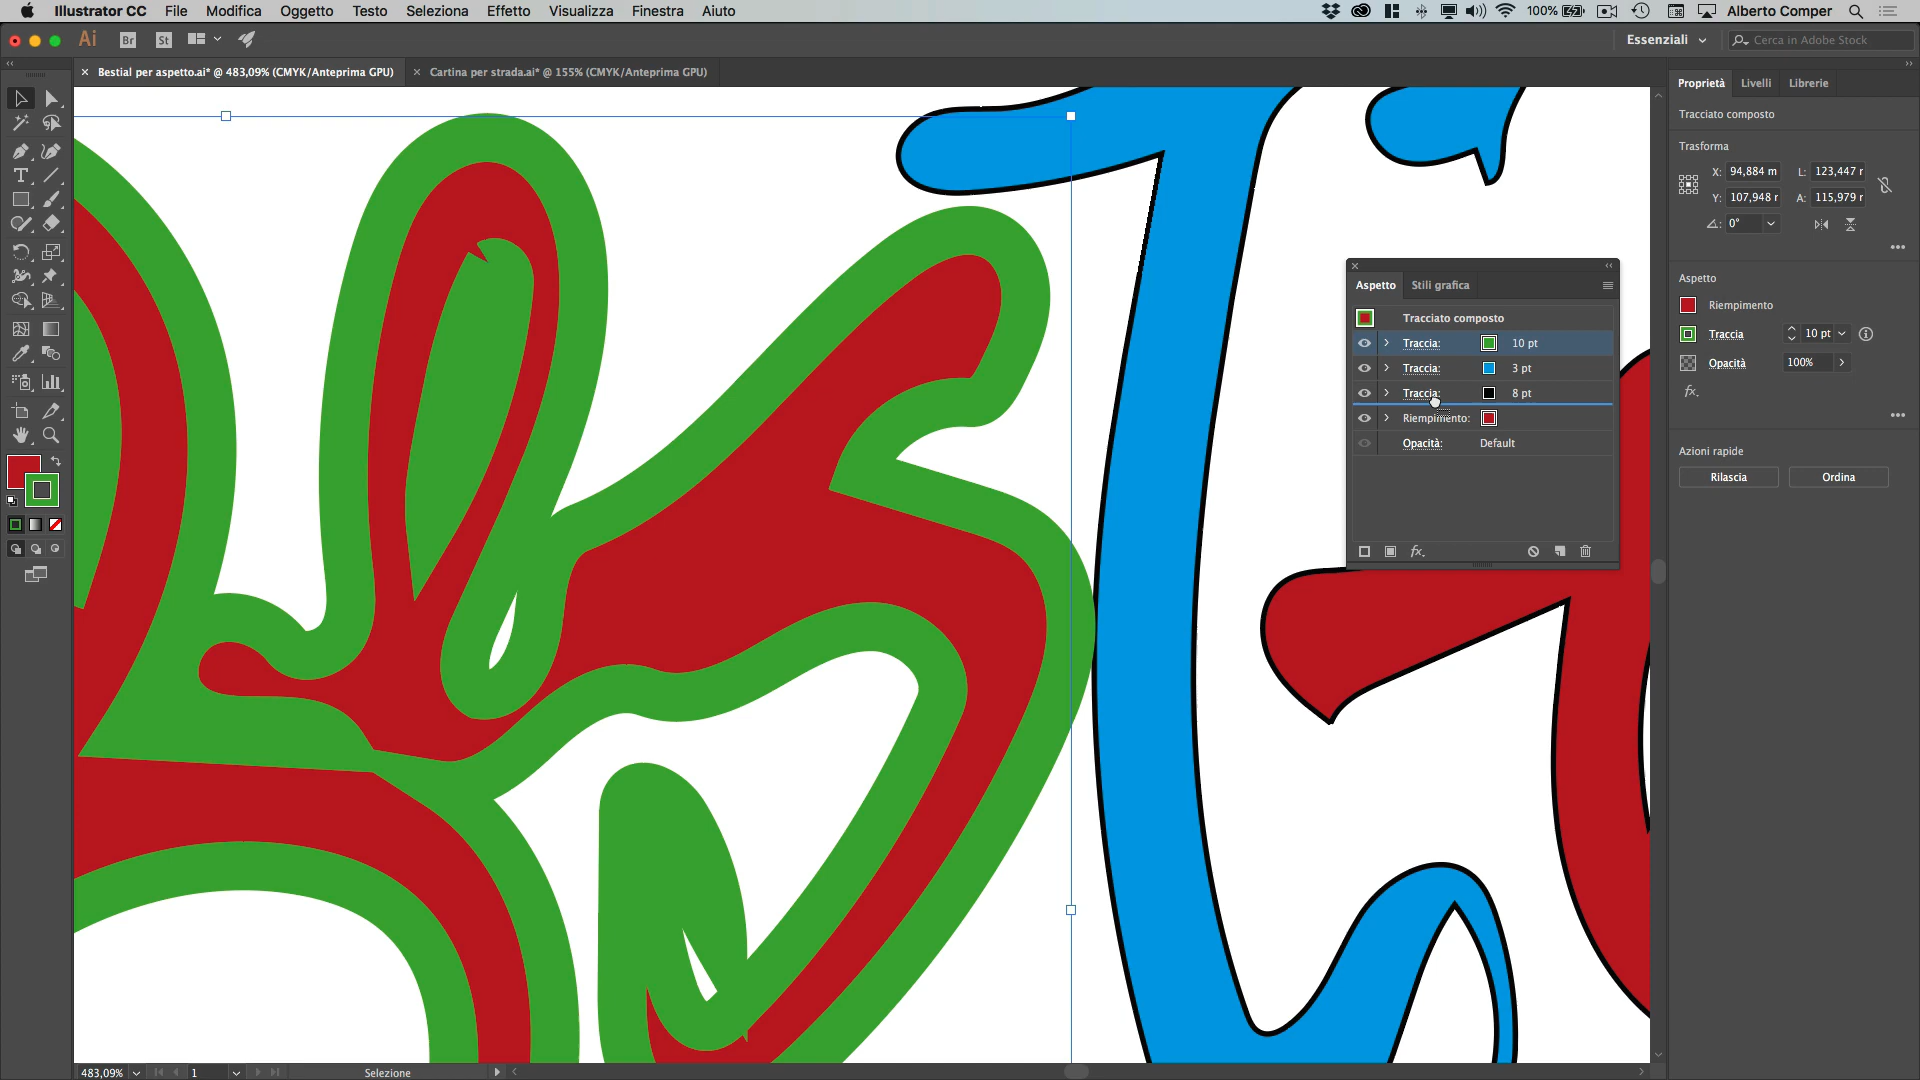 Illustrator CC File Modifica Oggetto Testo Seleziona Effetto Visualizza Finestra Aiuto 100% Alberto Comper
Ai Br St Essenziali Cerca in Adobe Stock
× Bestial per aspetto.ai* @ 483,09% (CMYK/Anteprima GPU) × Cartina per strada.ai* @ 155% (CMYK/Anteprima GPU)
Proprietà Livelli Librerie
Tracciato composto
Trasforma
X: 94,884 m L: 123,447 r
Y: 107,948 r A: 115,979 r
0°
Aspetto
Riempimento
Traccia 10 pt
Opacità 100%
fx.
Azioni rapide
Rilascia Ordina
Aspetto Stili grafica
Tracciato composto
Traccia: 10 pt
Traccia: 3 pt
Traccia: 8 pt
Riempimento:
Opacità: Default
fx.
483,09% 1 Selezione